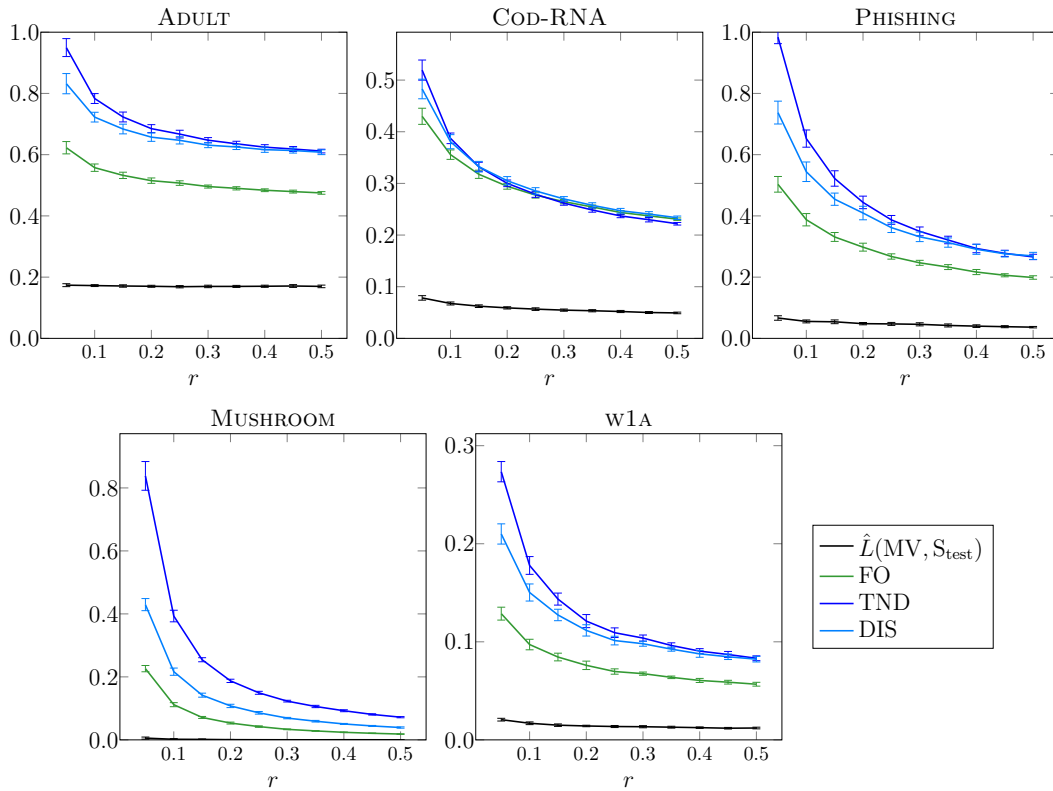 ADULT
1.0
0.8
0.6
0.4
0.2
0.0
0.1 0.2 0.3 0.4 0.5
r
COD-RNA
0.5
0.4
0.3
0.2
0.1
0.0
0.1 0.2 0.3 0.4 0.5
r
PHISHING
1.0
0.8
0.6
0.4
0.2
0.0
0.1 0.2 0.3 0.4 0.5
r
MUSHROOM
0.8
0.6
0.4
0.2
0.0
0.1 0.2 0.3 0.4 0.5
r
W1A
0.3
0.2
0.1
0.0
0.1 0.2 0.3 0.4 0.5
r
L̂(MV, S_test)
FO
TND
DIS